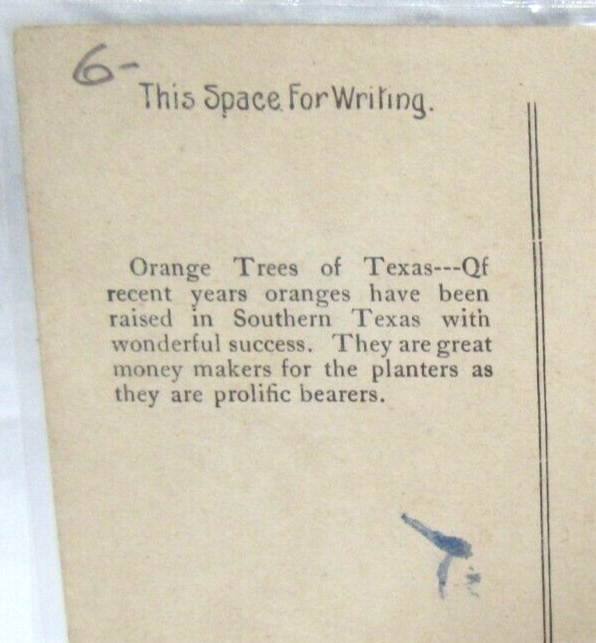 6-
This Space For Writing.
Orange Trees of Texas---Qf
recent years oranges have been
raised in Southern Texas with
wonderful success. They are great
money makers for the planters as
they are prolific bearers.